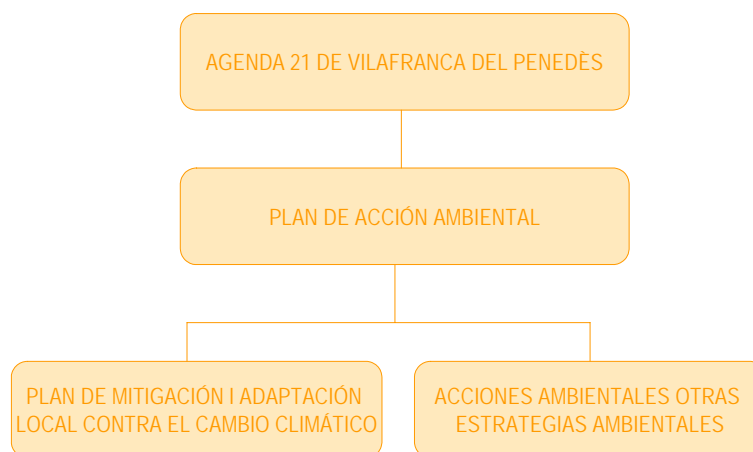 AGENDA 21 DE VILAFRANCA DEL PENEDÈS
PLAN DE ACCIÓN AMBIENTAL
PLAN DE MITIGACIÓN I ADAPTACIÓN
LOCAL CONTRA EL CAMBIO CLIMÁTICO
ACCIONES AMBIENTALES OTRAS
ESTRATEGIAS AMBIENTALES